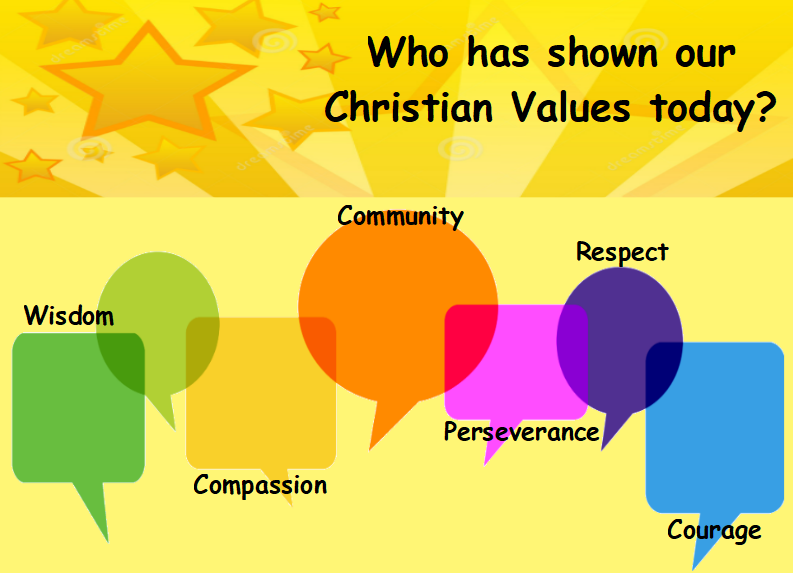 Who has shown our
Christian Values today?
Community
Respect
Wisdom
Perseverance
Compassion
Courage